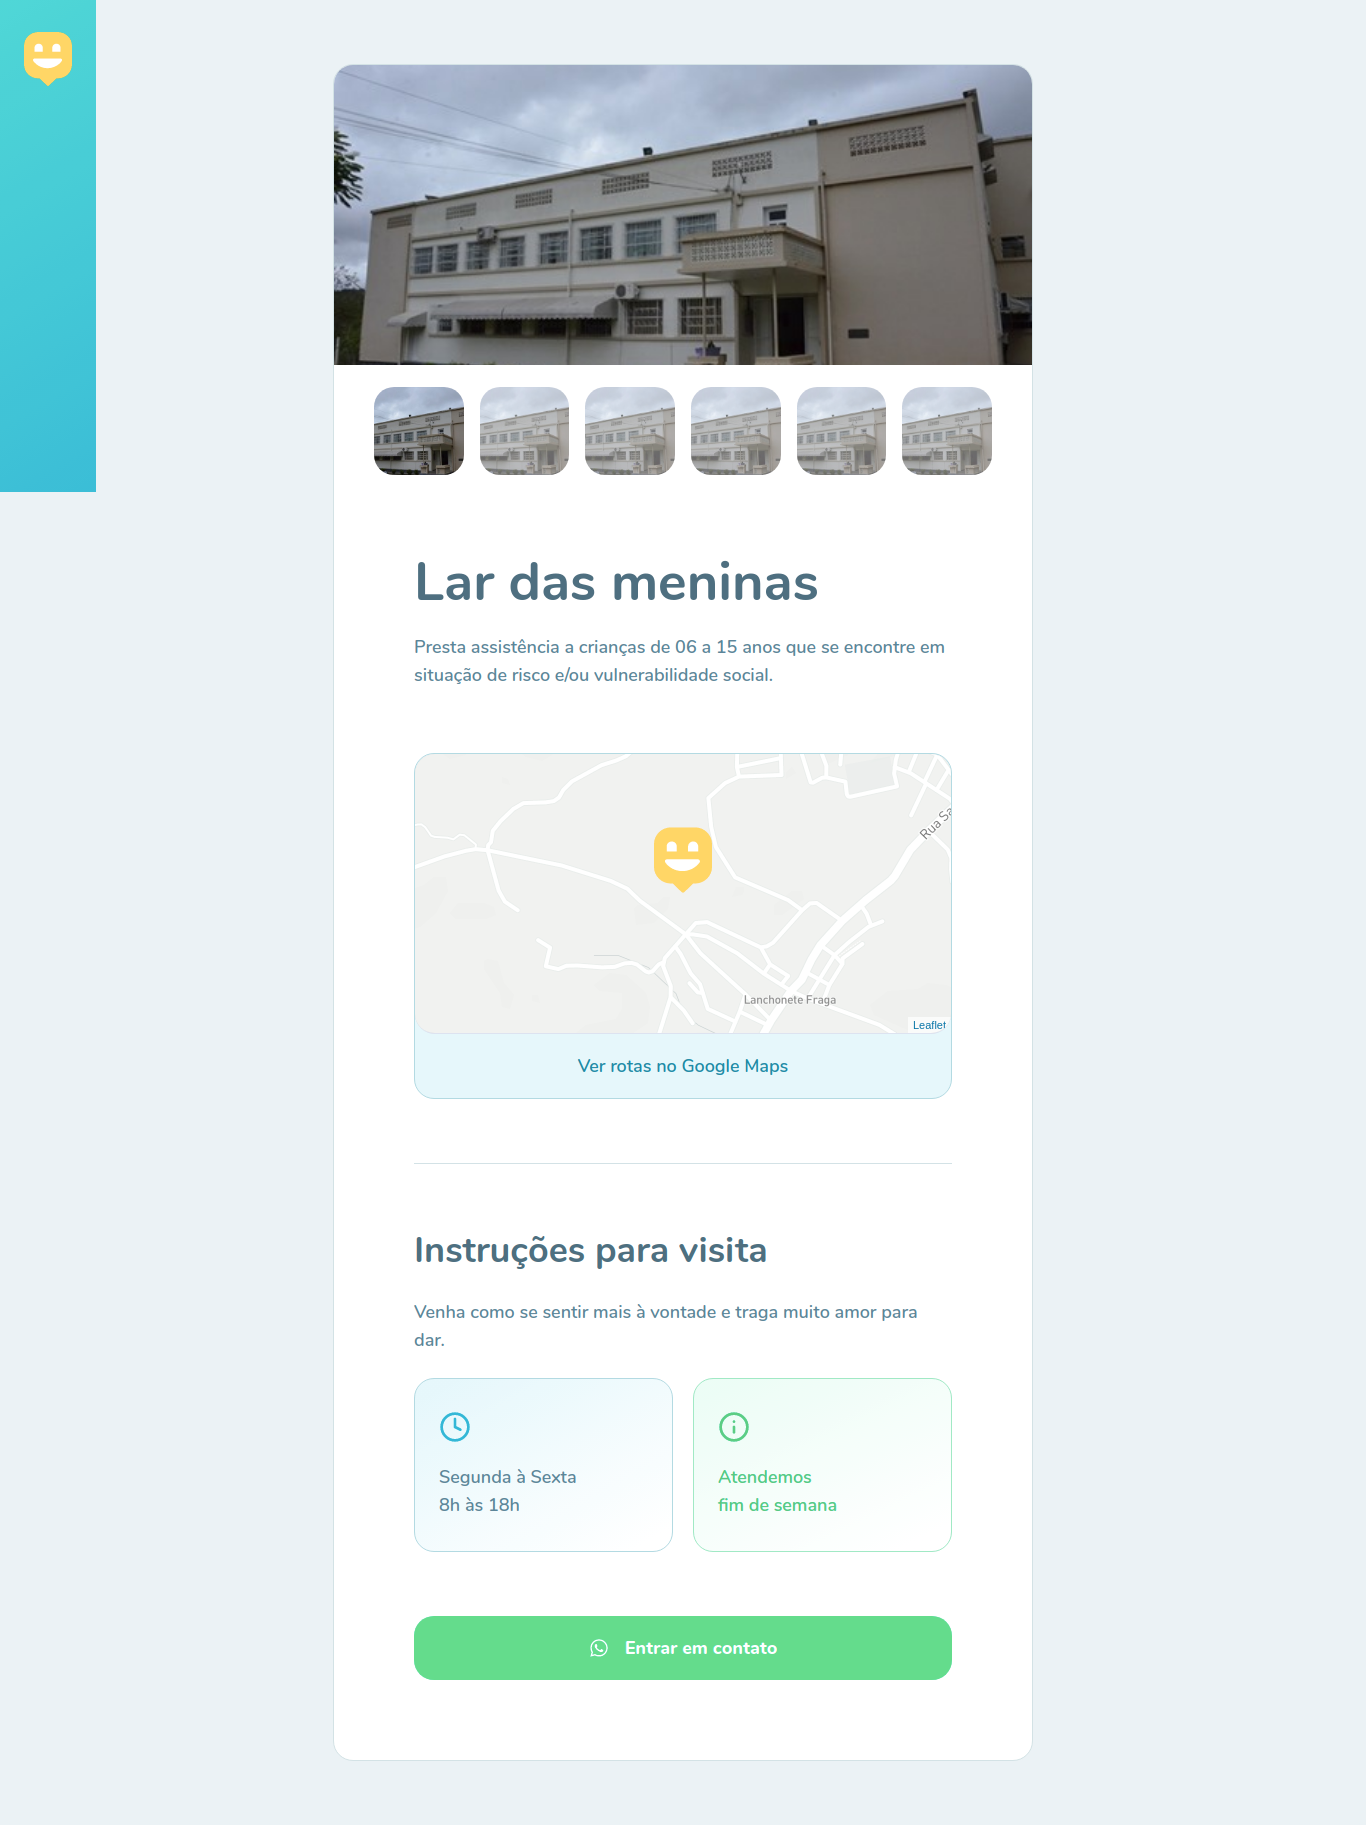 Lar das meninas
Presta assistência a crianças de 06 a 15 anos que se encontre em
situação de risco e/ou vulnerabilidade social.
Rua Sa
Lanchonete Fraga
Leaflet
Ver rotas no Google Maps
Instruções para visita
Venha como se sentir mais à vontade e traga muito amor para
dar.
Segunda à Sexta
8h às 18h
Atendemos
fim de semana
Entrar em contato